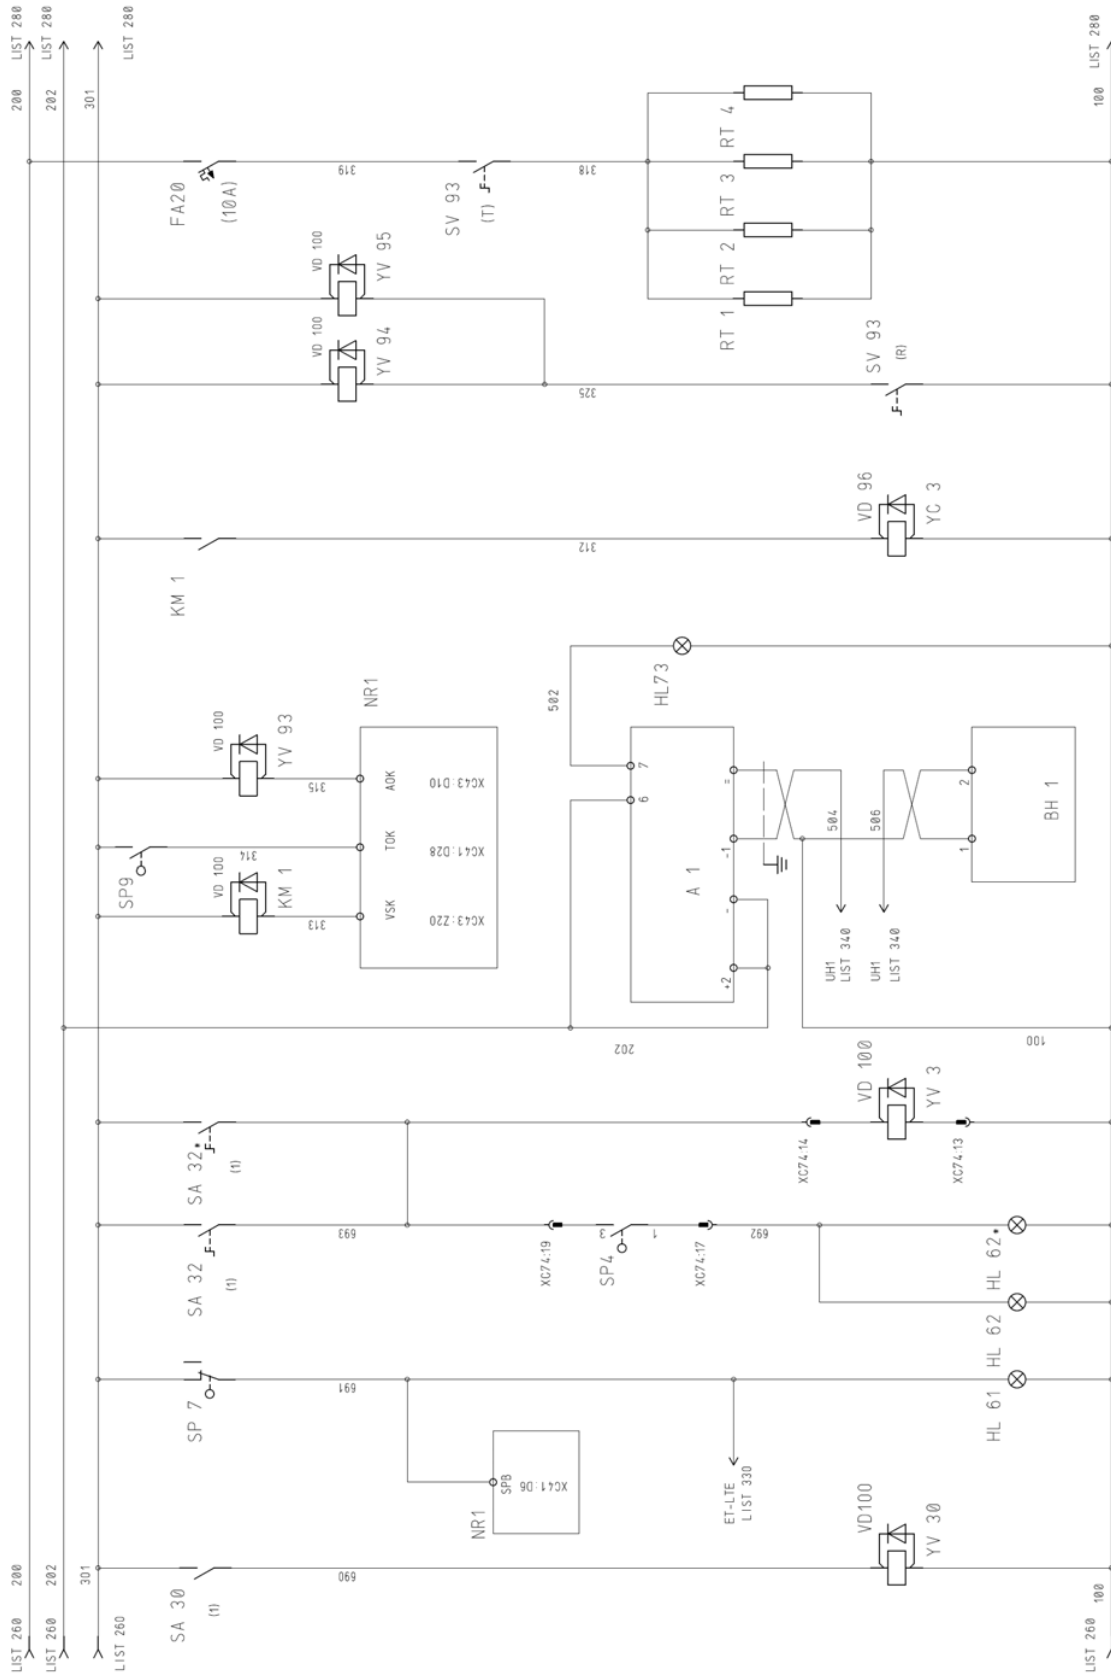 LIST 280
200
LIST 280
202
LIST 280
301
LIST 280
100
FA20
(10A)
319
SV 93
(T)
318
RT 4
RT 3
RT 2
RT 1
VD 100
YV 95
VD 100
YV 94
325
SV 93
(R)
KM 1
312
VD 96
YC 3
NR1
VD 100
YV 93
315
AOK
XC43:D10
SP9
314
TOK
XC41:D28
VD 100
KM 1
313
VSK
XC43:Z20
502
HL73
7
6
A 1
=
-1
-
+2
504
506
UH1
LIST 340
UH1
LIST 340
2
1
BH 1
202
100
SA 32*
(1)
XC74:14
VD 100
YV 3
XC74:13
SA 32
(1)
693
XC74:19
3
SP4
1
XC74:17
692
HL 62*
HL 62
SP 7
691
HL 61
NR1
SPB
XC41:D6
ET-LTE
LIST 330
SA 30
(1)
690
VD100
YV 30
LIST 260
200
LIST 260
202
LIST 260
301
LIST 260
100